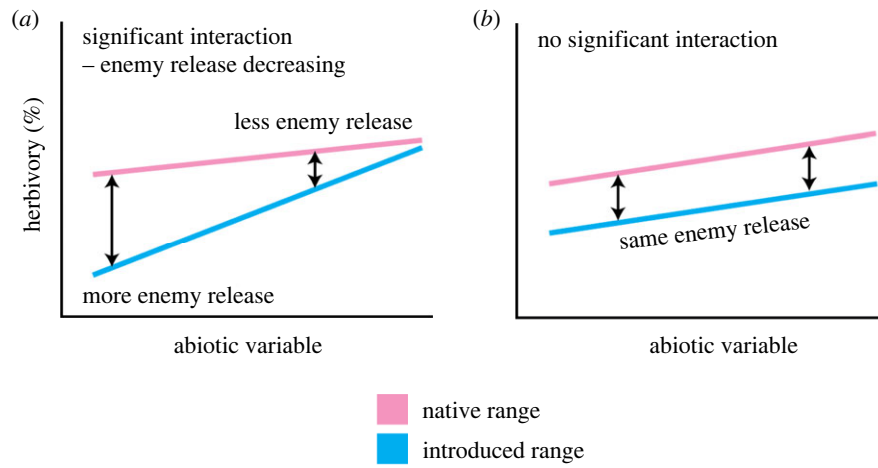 (a)
significant interaction
– enemy release decreasing
less enemy release
herbivory (%)
more enemy release
abiotic variable
(b)
no significant interaction
same enemy release
abiotic variable
native range
introduced range